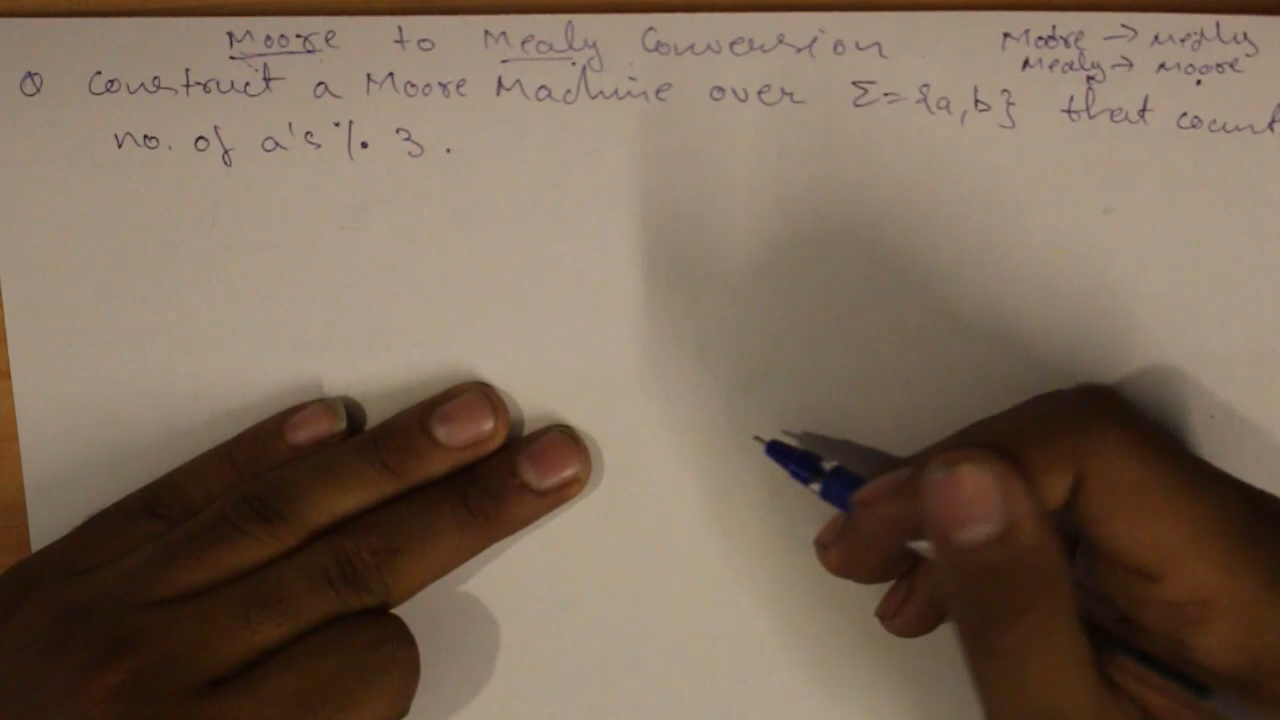 Moore to Mealy Conversion
Moore → Mealy
Mealy → Moore
Q Construct a Moore Machine over Σ={a,b} that count
no. of a's % 3.